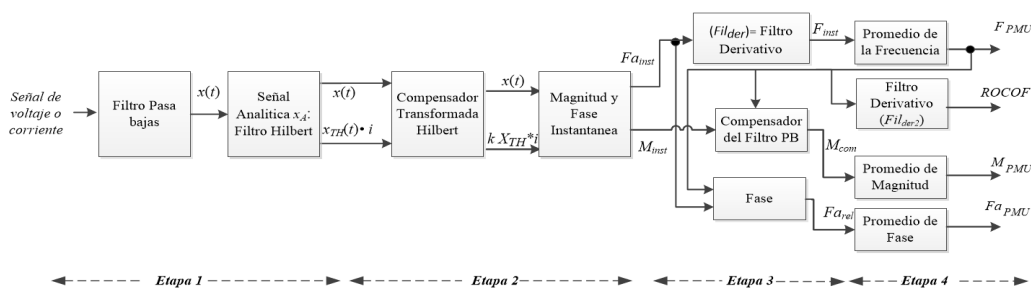 Señal de
voltaje o
corriente
Filtro Pasa
bajas
x(t)
Señal
Analitica x_A:
Filtro Hilbert
x(t)
x_TH(t)• i
Compensador
Transformada
Hilbert
x(t)
k X_TH*i
Magnitud y
Fase
Instantanea
Fa_inst
M_inst
(Fil_der)= Filtro
Derivativo
F_inst
Compensador
del Filtro PB
M_com
Fase
Fa_rel
Promedio de
la Frecuencia
F_PMU
Filtro
Derivativo
(Fil_der2)
ROCOF
Promedio de
Magnitud
M_PMU
Promedio de
Fase
Fa_PMU
Etapa 1
Etapa 2
Etapa 3
Etapa 4